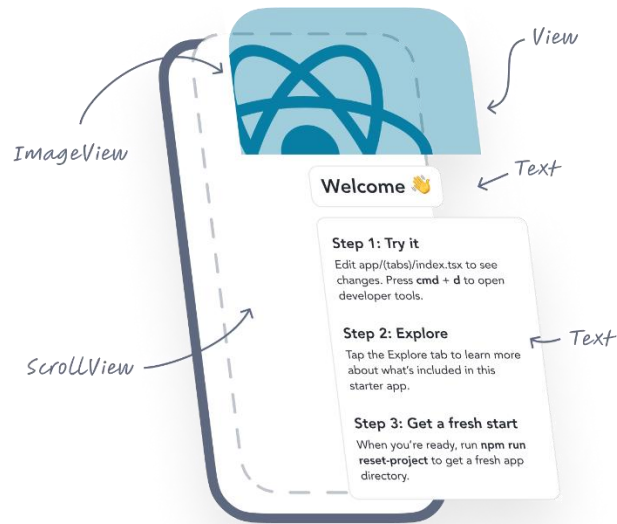 View
ImageView
Text
Welcome 👋
Step 1: Try it
Edit app/(tabs)/index.tsx to see
changes. Press cmd + d to open
developer tools.
Step 2: Explore
Tap the Explore tab to learn more
about what's included in this
starter app.
Text
ScrollView
Step 3: Get a fresh start
When you're ready, run npm run
reset-project to get a fresh app
directory.